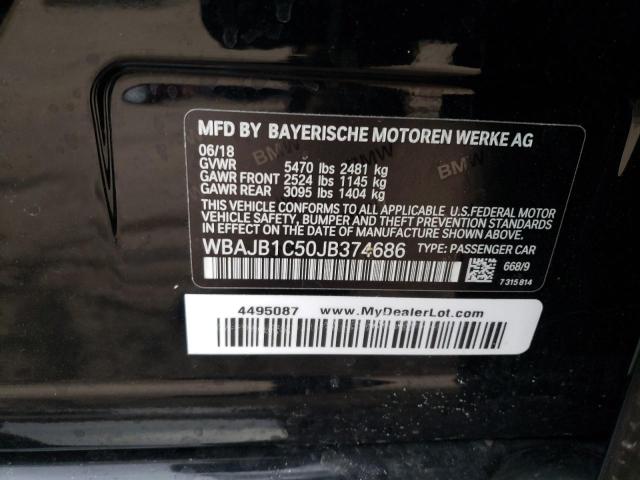 MFD BY BAYERISCHE MOTOREN WERKE AG
06/18
GVWR 5470 lbs 2481 kg
GAWR FRONT 2524 lbs 1145 kg
GAWR REAR 3095 lbs 1404 kg
THIS VEHICLE CONFORMS TO ALL APPLICABLE U.S.FEDERAL MOTOR
VEHICLE SAFETY, BUMPER AND THEFT PREVENTION STANDARDS
IN EFFECT ON THE DATE OF MANUFACTURE SHOWN ABOVE.
WBAJB1C50JB374686 TYPE: PASSENGER CAR
668/9
7 315 814
4495087 www.MyDealerLot.com
BMW
BMW
BMW